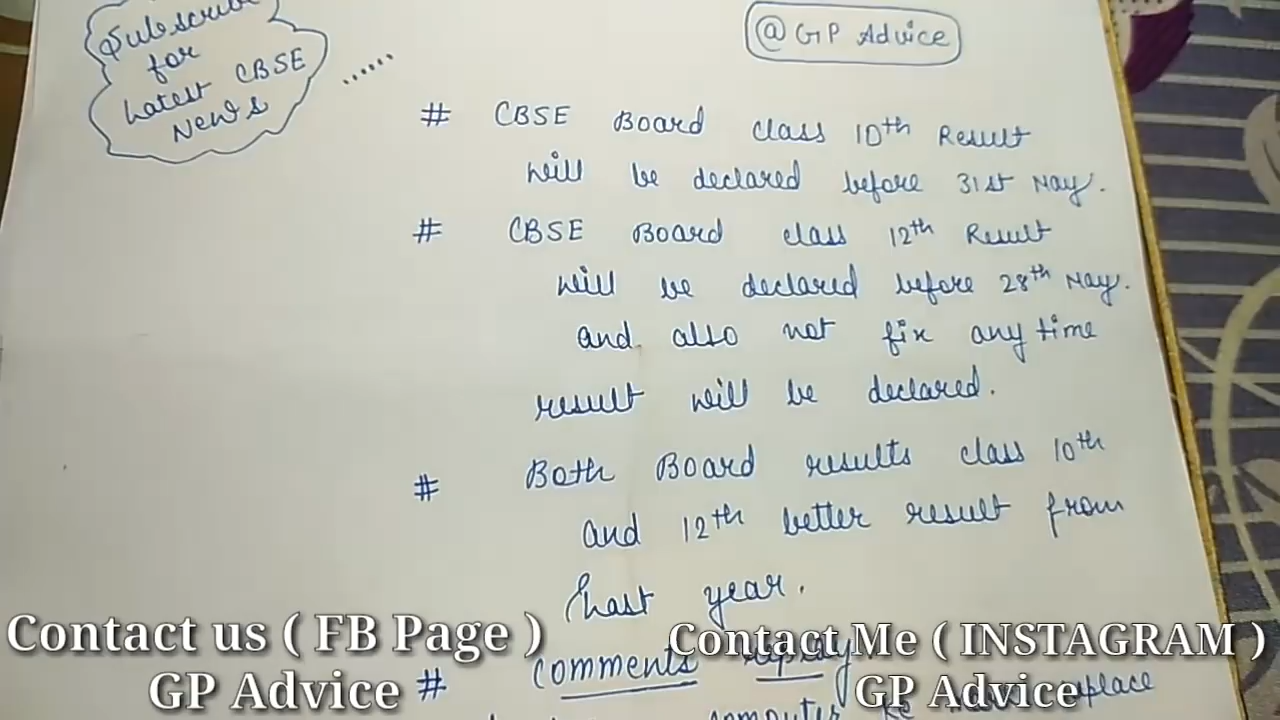 Subscribe
for
Latest CBSE
News
......
@ GP Advice
# CBSE Board class 10th Result
will be declared before 31st May.
# CBSE Board class 12th Result
will be declared before 28th May.
and also not fix any time
result will be declared.
# Both Board results class 10th
and 12th better result from
Last year.
# comments
computer ke replace
Contact us ( FB Page )
GP Advice
Contact Me ( INSTAGRAM )
GP Advice